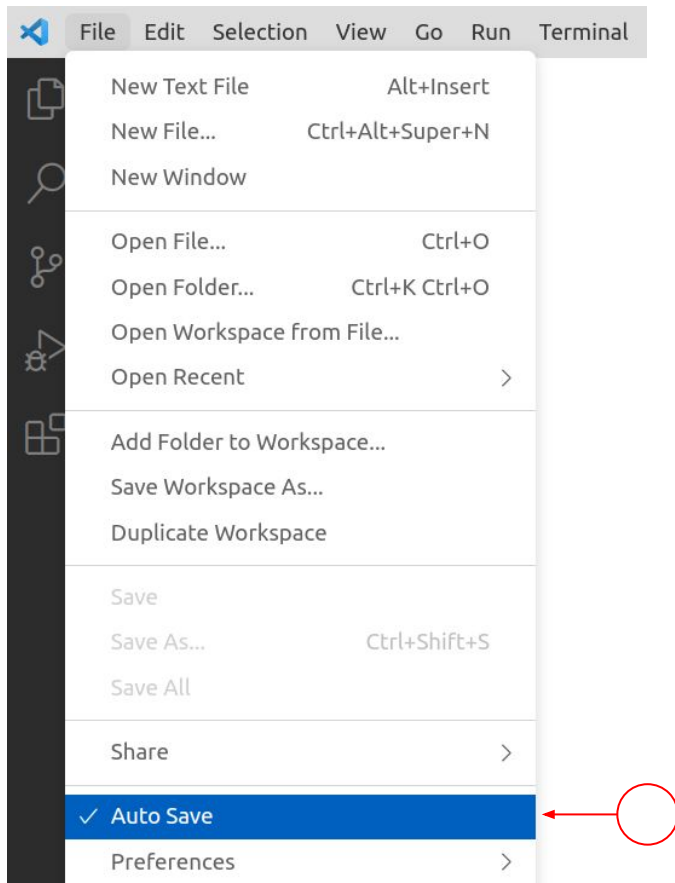 File Edit Selection View Go Run Terminal
New Text File Alt+Insert
New File... Ctrl+Alt+Super+N
New Window
Open File... Ctrl+O
Open Folder... Ctrl+K Ctrl+O
Open Workspace from File...
Open Recent
Add Folder to Workspace...
Save Workspace As...
Duplicate Workspace
Save
Save As... Ctrl+Shift+S
Save All
Share
Auto Save
Preferences